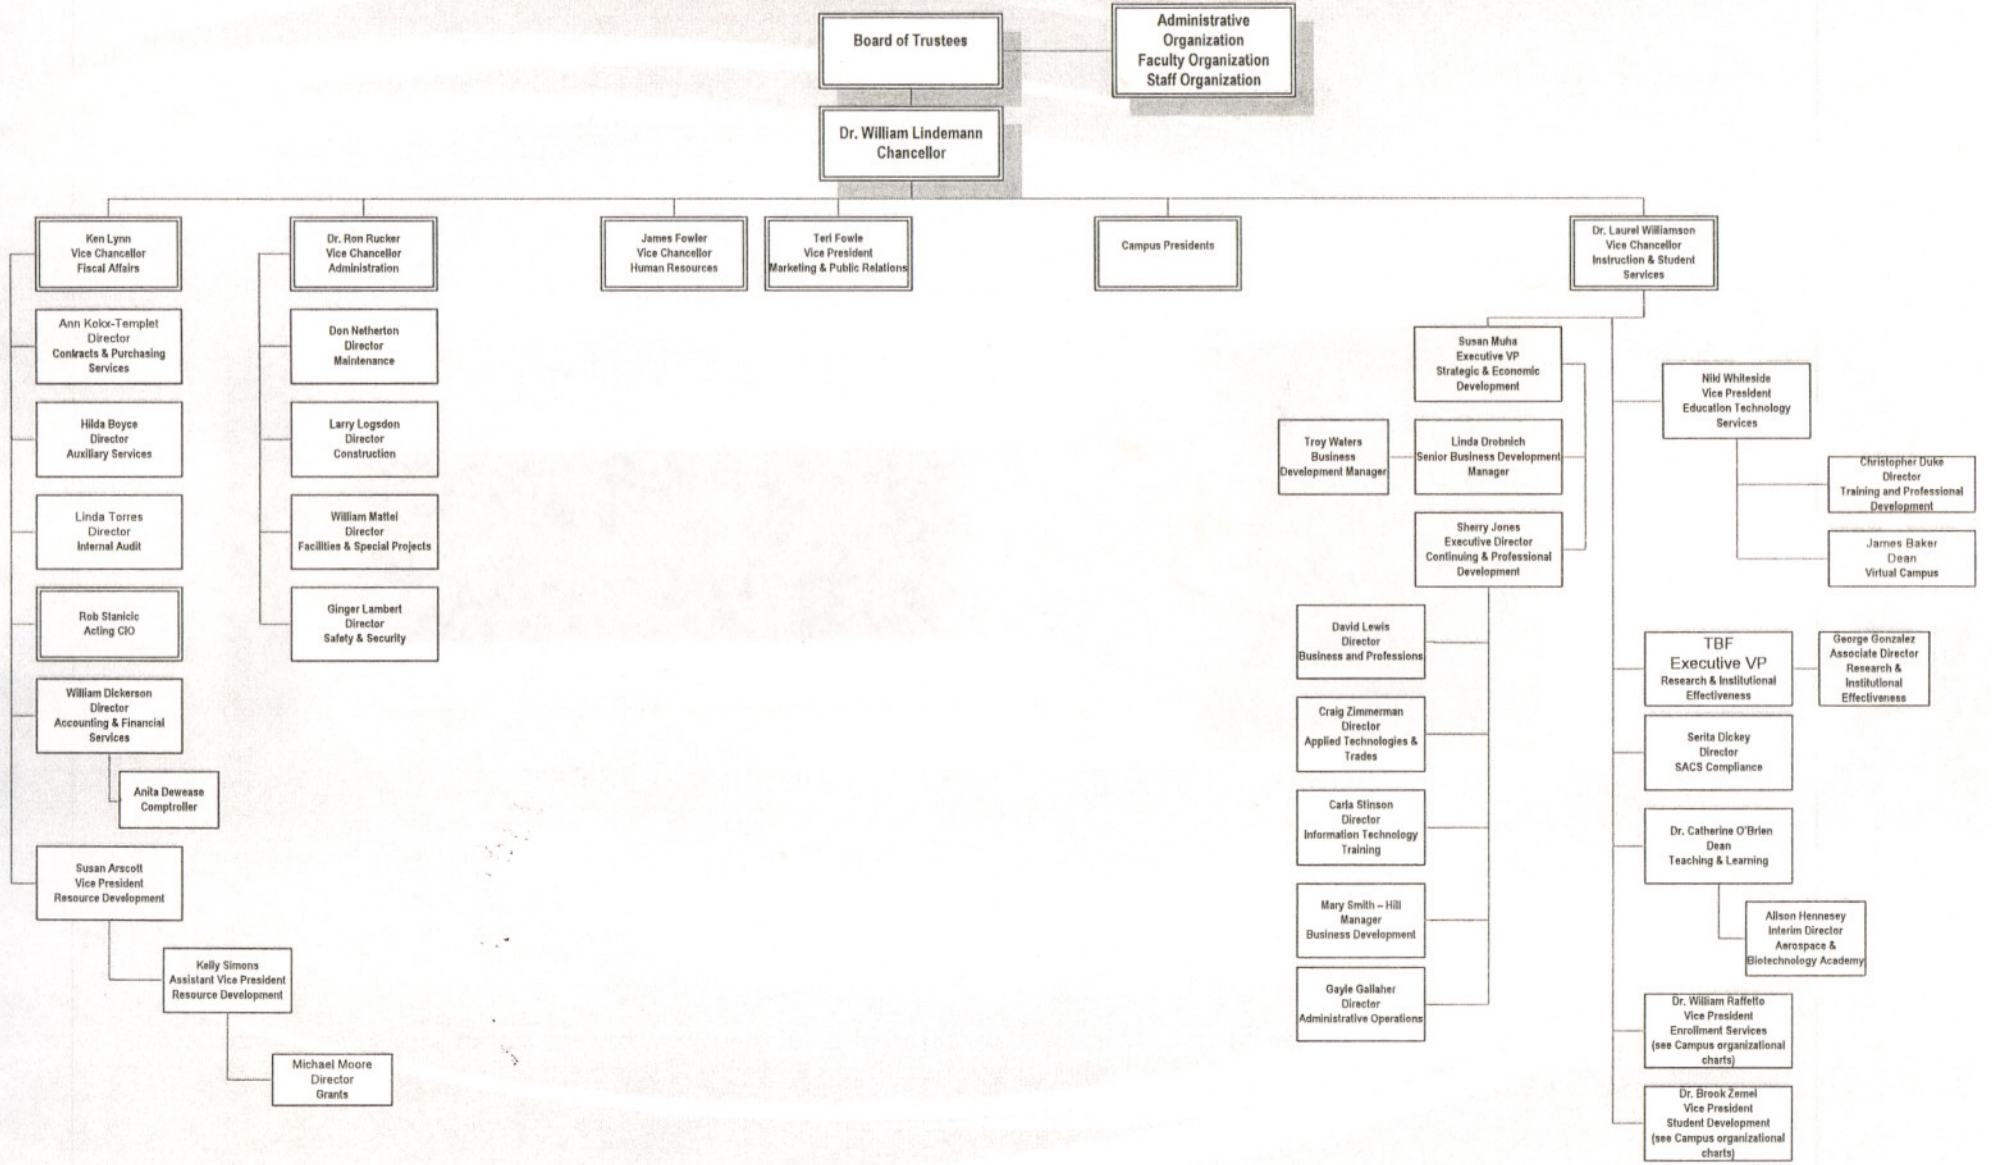 Board of Trustees
Administrative
Organization
Faculty Organization
Staff Organization
Dr. William Lindemann
Chancellor
Ken Lynn
Vice Chancellor
Fiscal Affairs
Dr. Ron Rucker
Vice Chancellor
Administration
James Fowler
Vice Chancellor
Human Resources
Teri Fowle
Vice President
Marketing & Public Relations
Campus Presidents
Dr. Laurel Williamson
Vice Chancellor
Instruction & Student
Services
Ann Kokx-Templet
Director
Contracts & Purchasing
Services
Hilda Boyce
Director
Auxiliary Services
Linda Torres
Director
Internal Audit
Rob Stanicic
Acting CIO
William Dickerson
Director
Accounting & Financial
Services
Anita Dewease
Comptroller
Susan Arscott
Vice President
Resource Development
Kelly Simons
Assistant Vice President
Resource Development
Michael Moore
Director
Grants
Don Netherton
Director
Maintenance
Larry Logsdon
Director
Construction
William Mattei
Director
Facilities & Special Projects
Ginger Lambert
Director
Safety & Security
Susan Muha
Executive VP
Strategic & Economic
Development
Troy Waters
Business
Development Manager
Linda Drobnich
Senior Business Development
Manager
Sherry Jones
Executive Director
Continuing & Professional
Development
David Lewis
Director
Business and Professions
Craig Zimmerman
Director
Applied Technologies &
Trades
Carla Stinson
Director
Information Technology
Training
Mary Smith – Hill
Manager
Business Development
Gayle Gallaher
Director
Administrative Operations
Niki Whiteside
Vice President
Education Technology
Services
Christopher Duke
Director
Training and Professional
Development
James Baker
Dean
Virtual Campus
TBF
Executive VP
Research & Institutional
Effectiveness
George Gonzalez
Associate Director
Research &
Institutional
Effectiveness
Serita Dickey
Director
SACS Compliance
Dr. Catherine O'Brien
Dean
Teaching & Learning
Alison Hennesey
Interim Director
Aerospace &
Biotechnology Academy
Dr. William Raffetto
Vice President
Enrollment Services
(see Campus organizational
charts)
Dr. Brook Zemel
Vice President
Student Development
(see Campus organizational
charts)